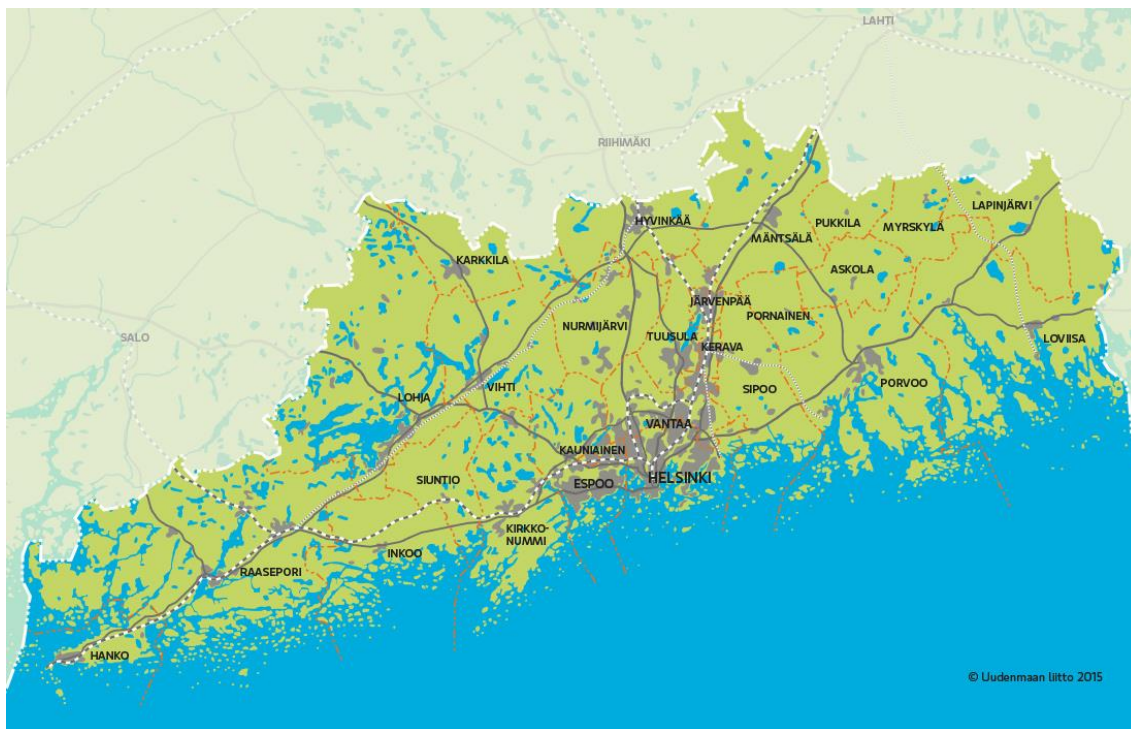 LAHTI
RIIHIMÄKI
LAPINJÄRVI
HYVINKÄÄ
PUKKILA
MYRSKYLÄ
MÄNTSÄLÄ
KARKKILA
ASKOLA
JÄRVENPÄÄ
PORNAINEN
NURMIJÄRVI
SALO
TUUSULA
LOVIISA
KERAVA
VIHTI
SIPOO
PORVOO
LOHJA
VANTAA
KAUNIAINEN
SIUNTIO
ESPOO
HELSINKI
KIRKKO-
NUMMI
INKOO
RAASEPORI
HANKO
© Uudenmaan liitto 2015